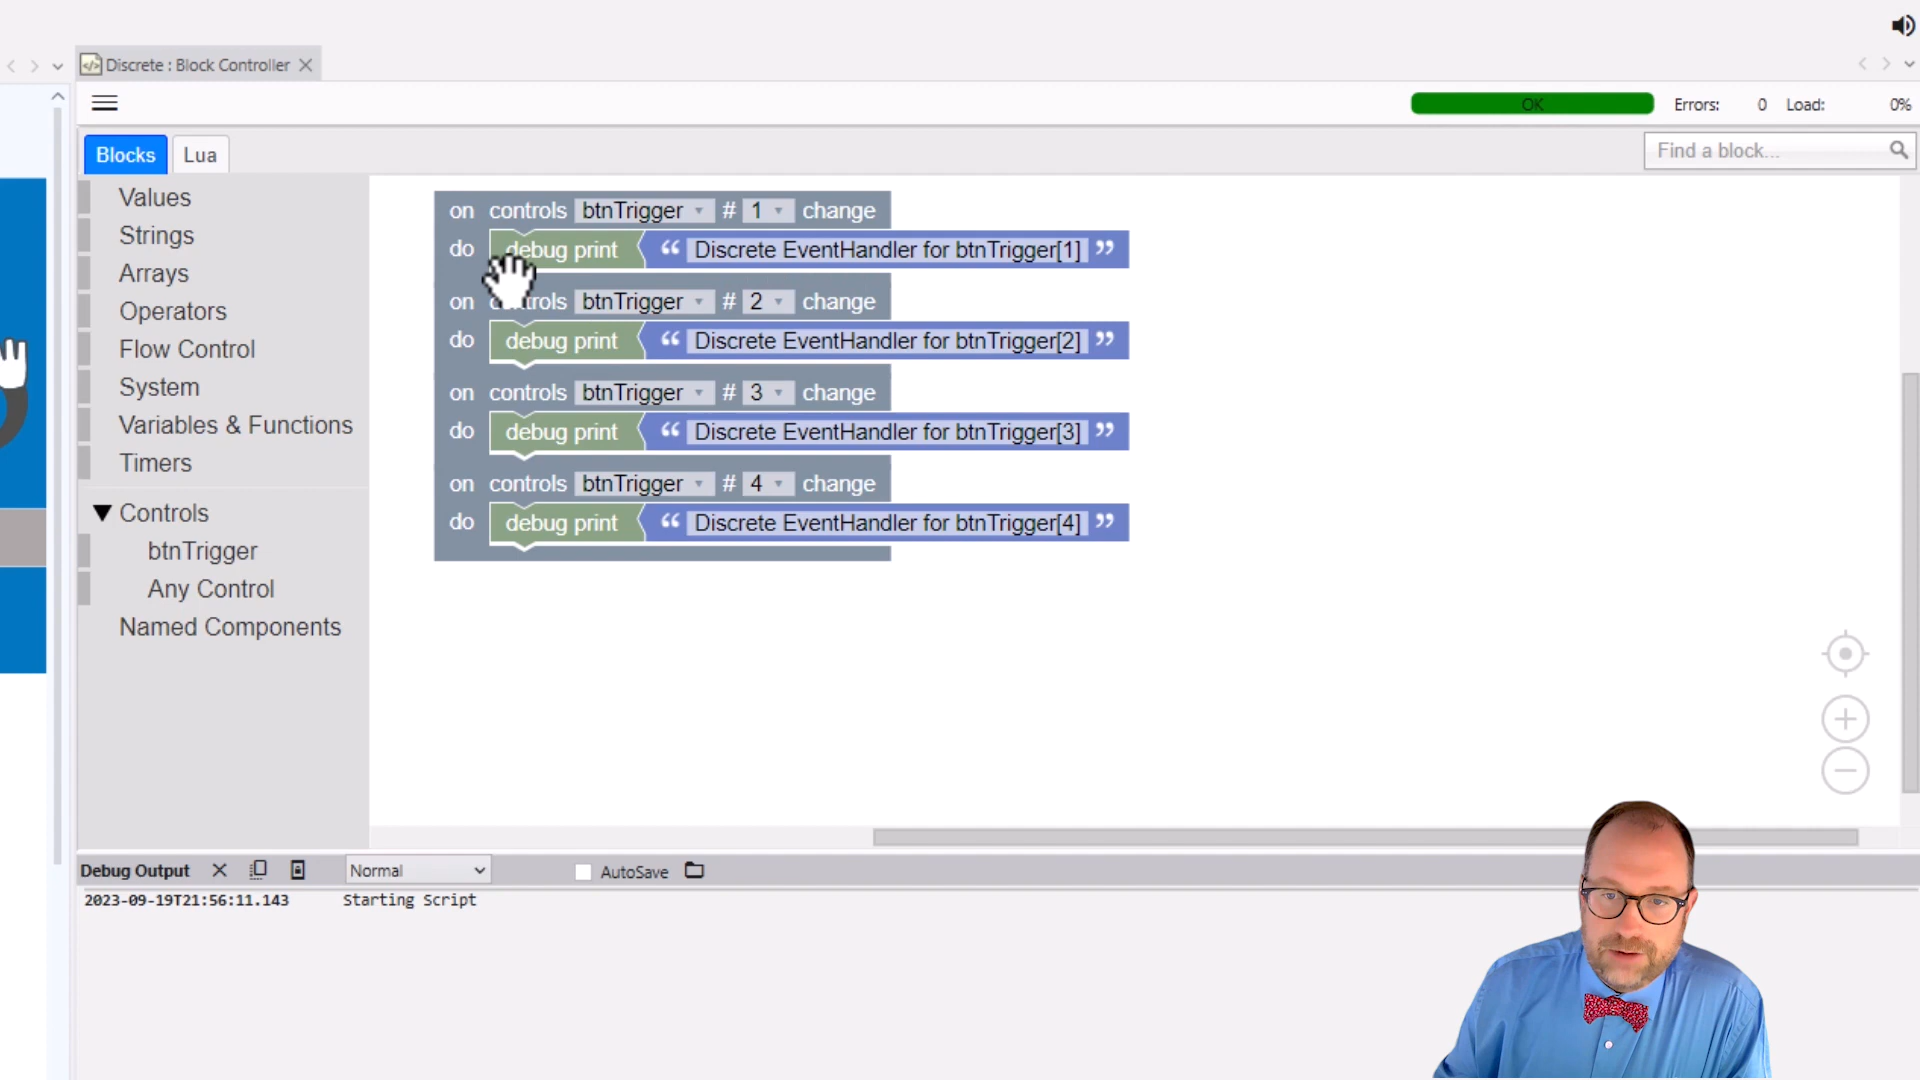 Discrete : Block Controller
OK Errors: 0 Load: 0%
Blocks Lua
Find a block...
Values
Strings
Arrays
Operators
Flow Control
System
Variables & Functions
Timers
Controls
btnTrigger
Any Control
Named Components
on controls btnTrigger # 1 change
do debug print “ Discrete EventHandler for btnTrigger[1] ”
on controls btnTrigger # 2 change
do debug print “ Discrete EventHandler for btnTrigger[2] ”
on controls btnTrigger # 3 change
do debug print “ Discrete EventHandler for btnTrigger[3] ”
on controls btnTrigger # 4 change
do debug print “ Discrete EventHandler for btnTrigger[4] ”
Debug Output Normal AutoSave
2023-09-19T21:56:11.143 Starting Script